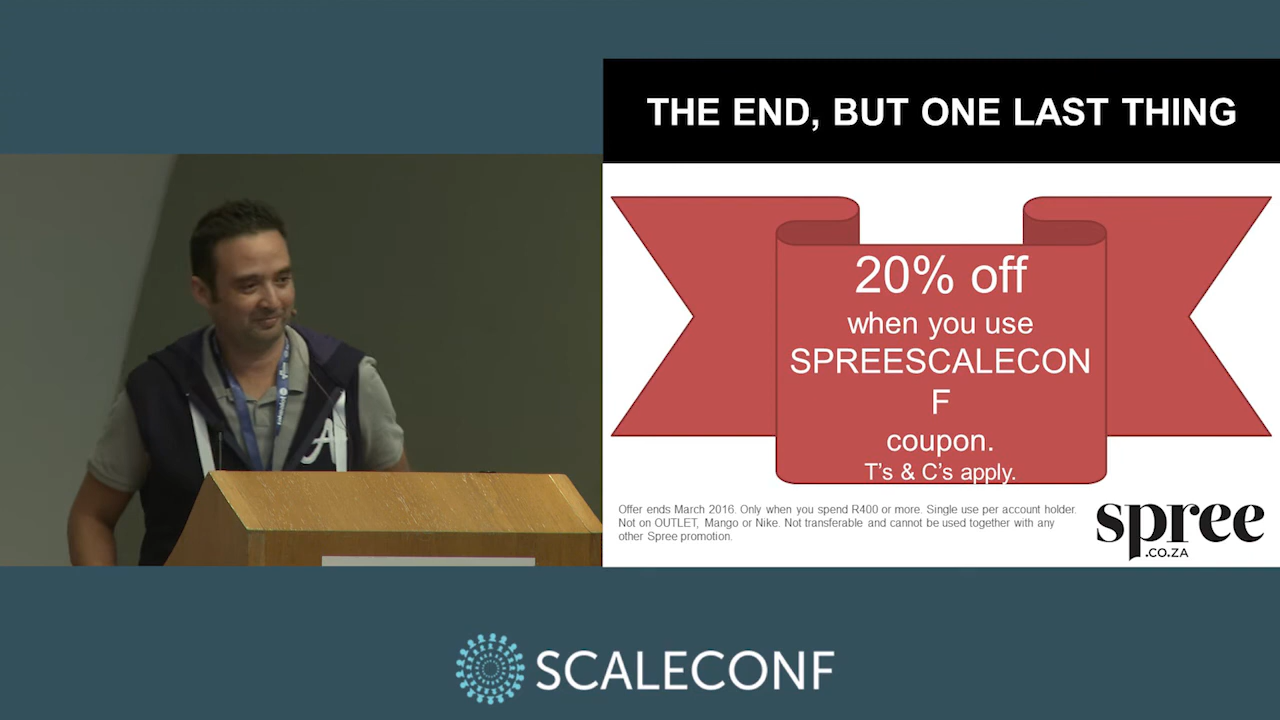 THE END, BUT ONE LAST THING
20% off
when you use
SPREESCALECON
F
coupon.
T's & C's apply.
Offer ends March 2016. Only when you spend R400 or more. Single use per account holder.
Not on OUTLET, Mango or Nike. Not transferable and cannot be used together with any
other Spree promotion.
spree
.CO.ZA
A
SCALECONF